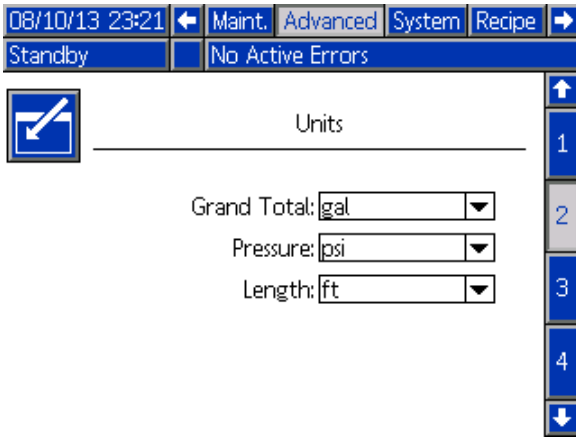 08/10/13 23:21 Maint. Advanced System Recipe
Standby No Active Errors
Units
1
Grand Total: gal
2
Pressure: psi
Length: ft
3
4